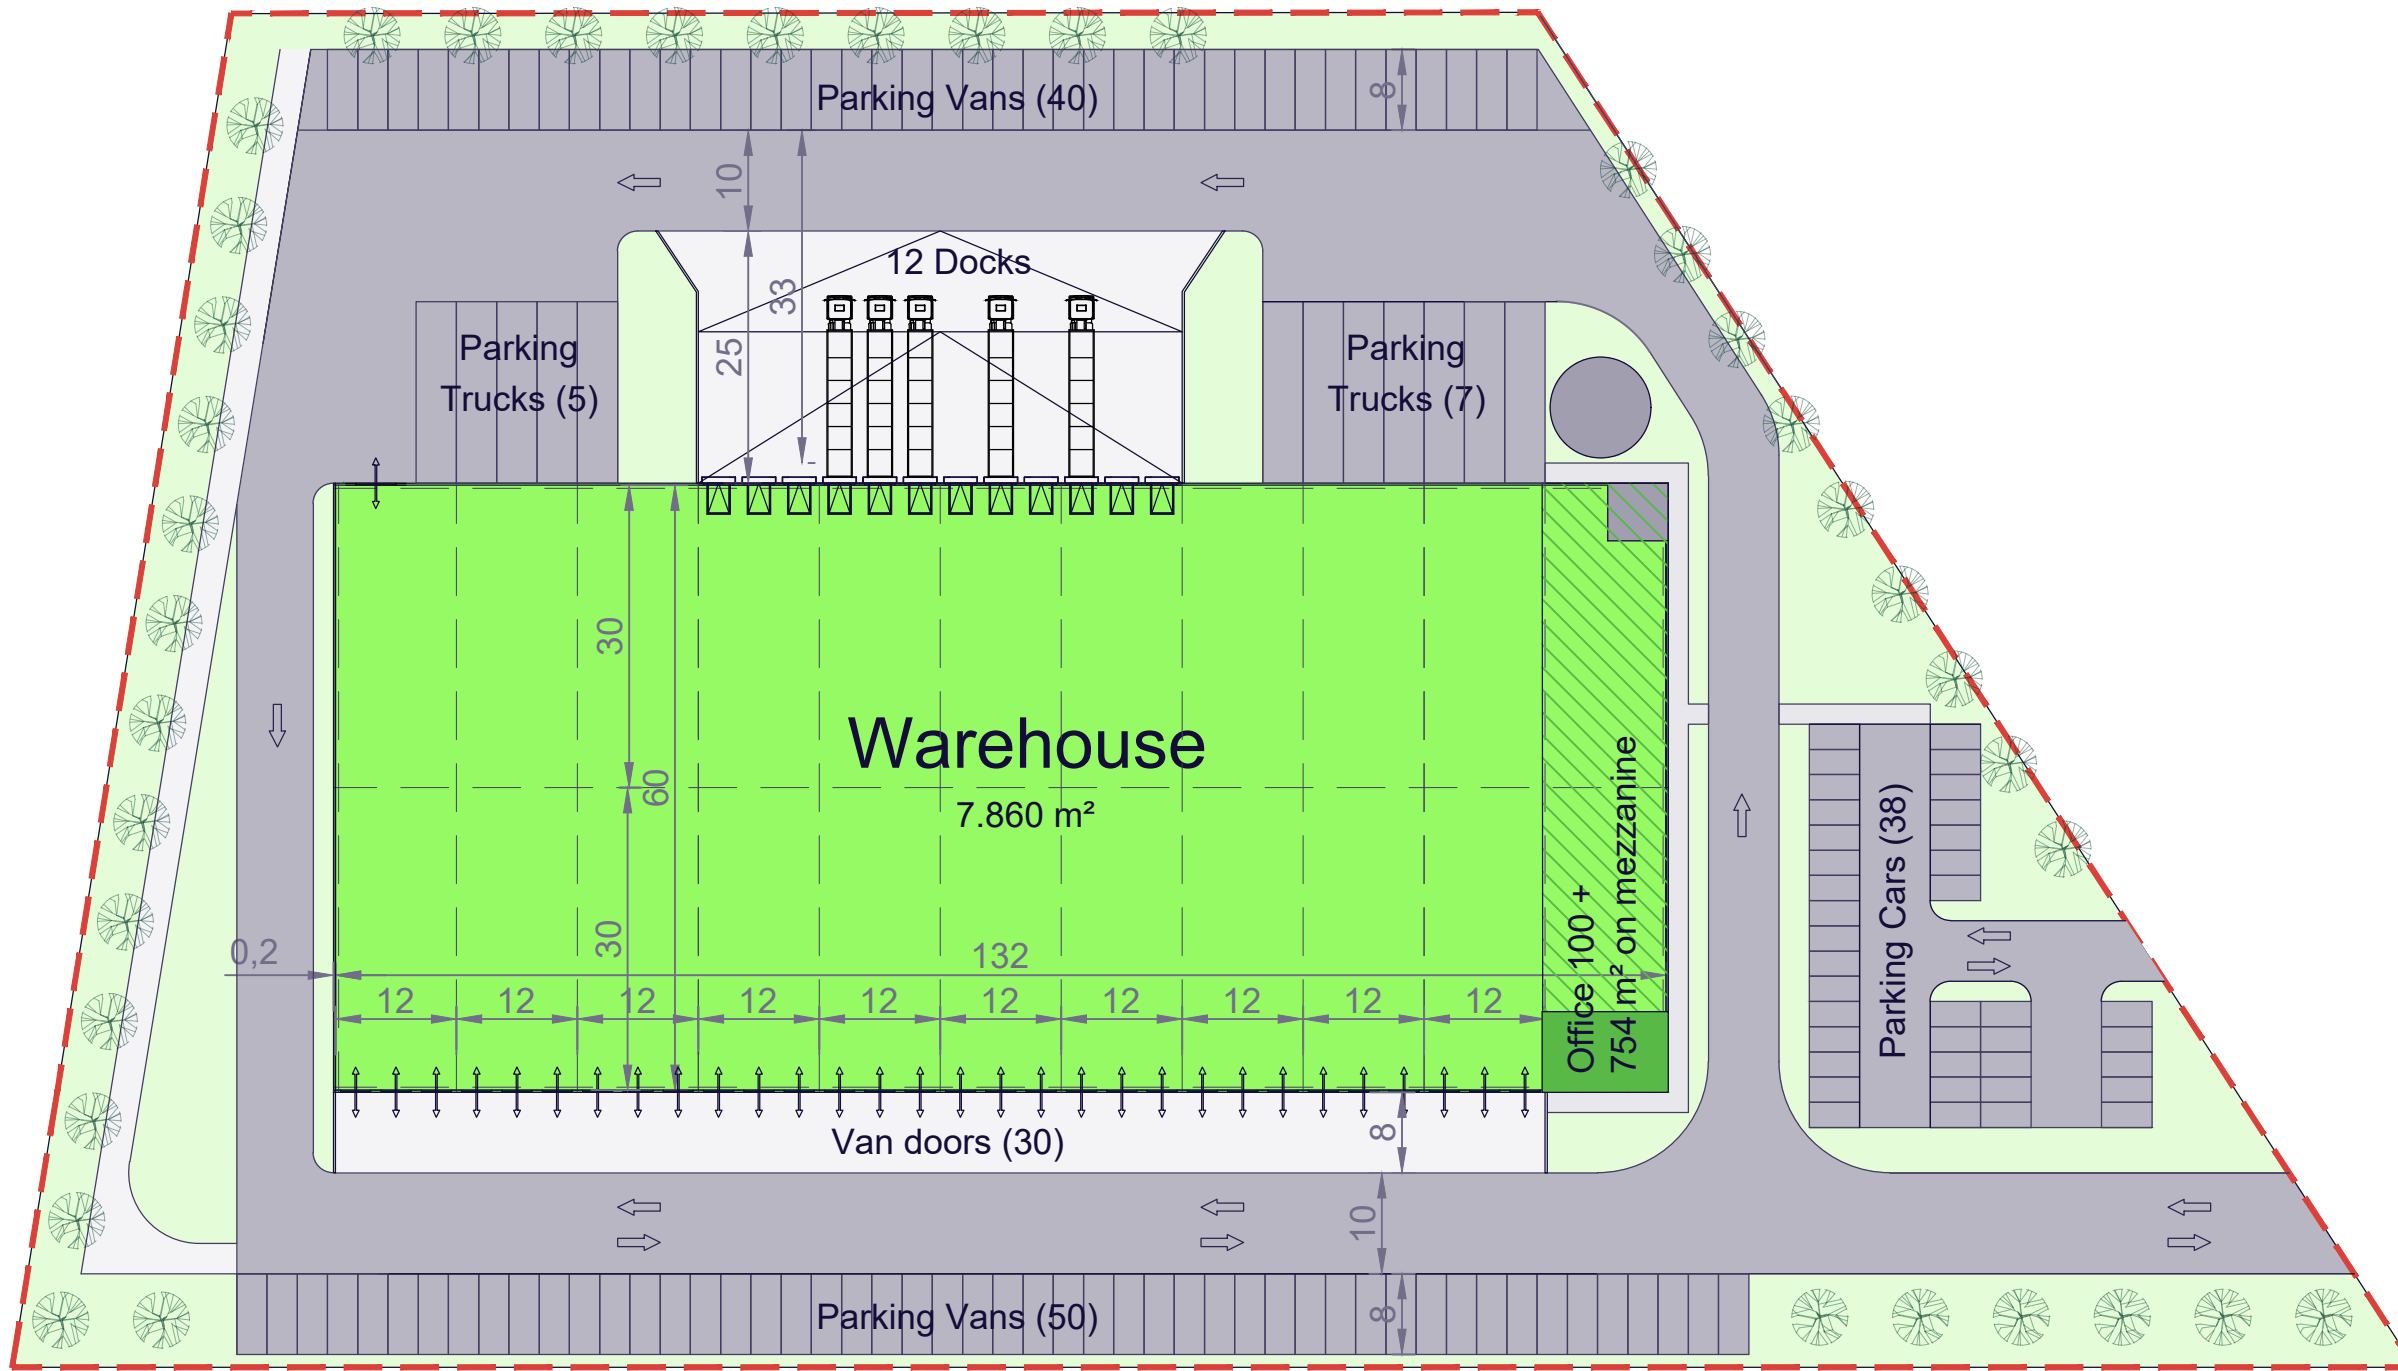 Parking Vans (40)
8
10
33
25
12 Docks
Parking
Trucks (5)
Parking
Trucks (7)
30
60
30
Warehouse
7.860 m²
Office 100 +
754 m² on mezzanine
Parking Cars (38)
0,2
132
12
12
12
12
12
12
12
12
12
12
Van doors (30)
8
10
Parking Vans (50)
8